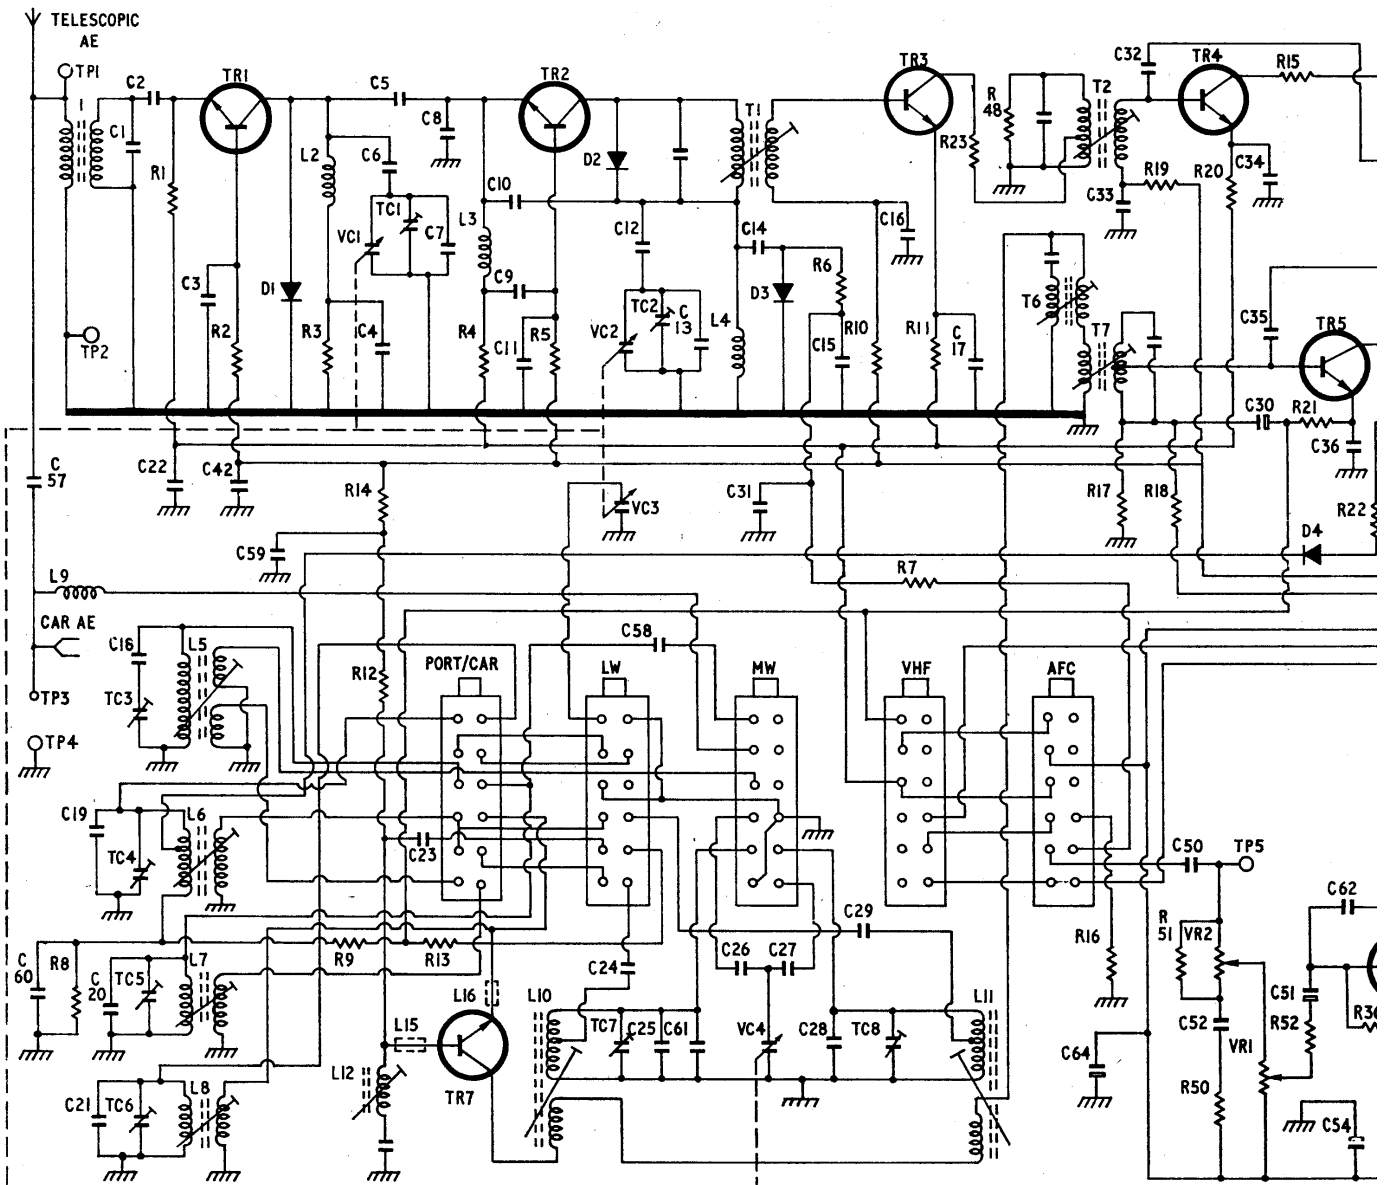 TELESCOPIC
AE
TP1
C2
TR1
C5
TR2
TR3
C32
TR4
R15
C1
C8
T1
R
48
T2
R1
L2
C6
D2
R23
R19
R20
C34
C10
TC1
C7
L3
VC1
C12
C14
C16
C33
R6
C3
D1
C9
TC2
C
13
D3
T6
R2
R3
C4
R4
C11
R5
VC2
L4
C15
R10
R11
C
17
T7
C35
TR5
TP2
C30
R21
C36
C
57
C22
C42
R14
VC3
C31
R17
R18
R22
D4
C59
R7
L9
CAR AE
C16
L5
C58
PORT/CAR
LW
MW
VHF
AFC
R12
TC3
TP3
TP4
C19
L6
TC4
C23
C50
TP5
C62
C
60
R8
C
20
TC5
L7
R9
R13
C29
C26
C27
C24
R16
R
51
VR2
C51
L16
L10
L11
L15
TC7
C25
C61
VC4
C28
TC8
C52
R52
R36
VR1
C64
L12
TR7
C21
TC6
L8
R50
C54